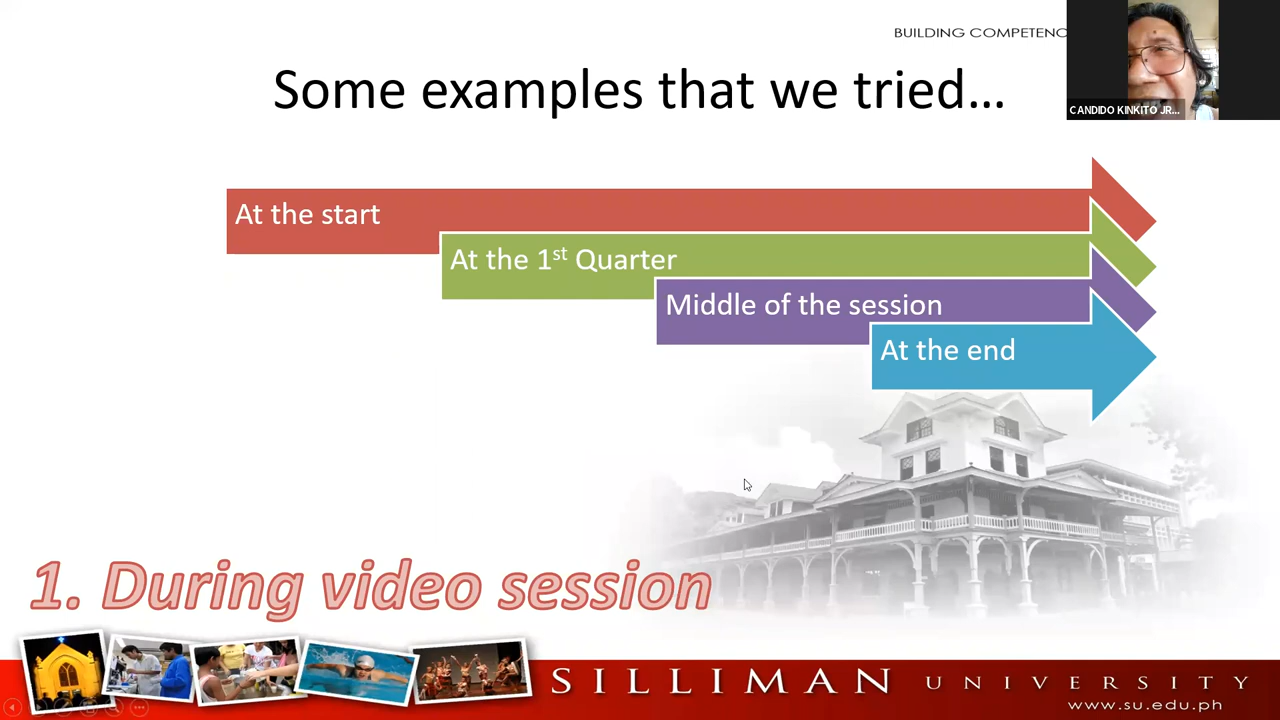 BUILDING COMPETENC
CANDIDO KINKITO JR...
Some examples that we tried...
At the start
At the 1st Quarter
Middle of the session
At the end
1. During video session
SILLIMAN UNIVERSITY
www.su.edu.ph